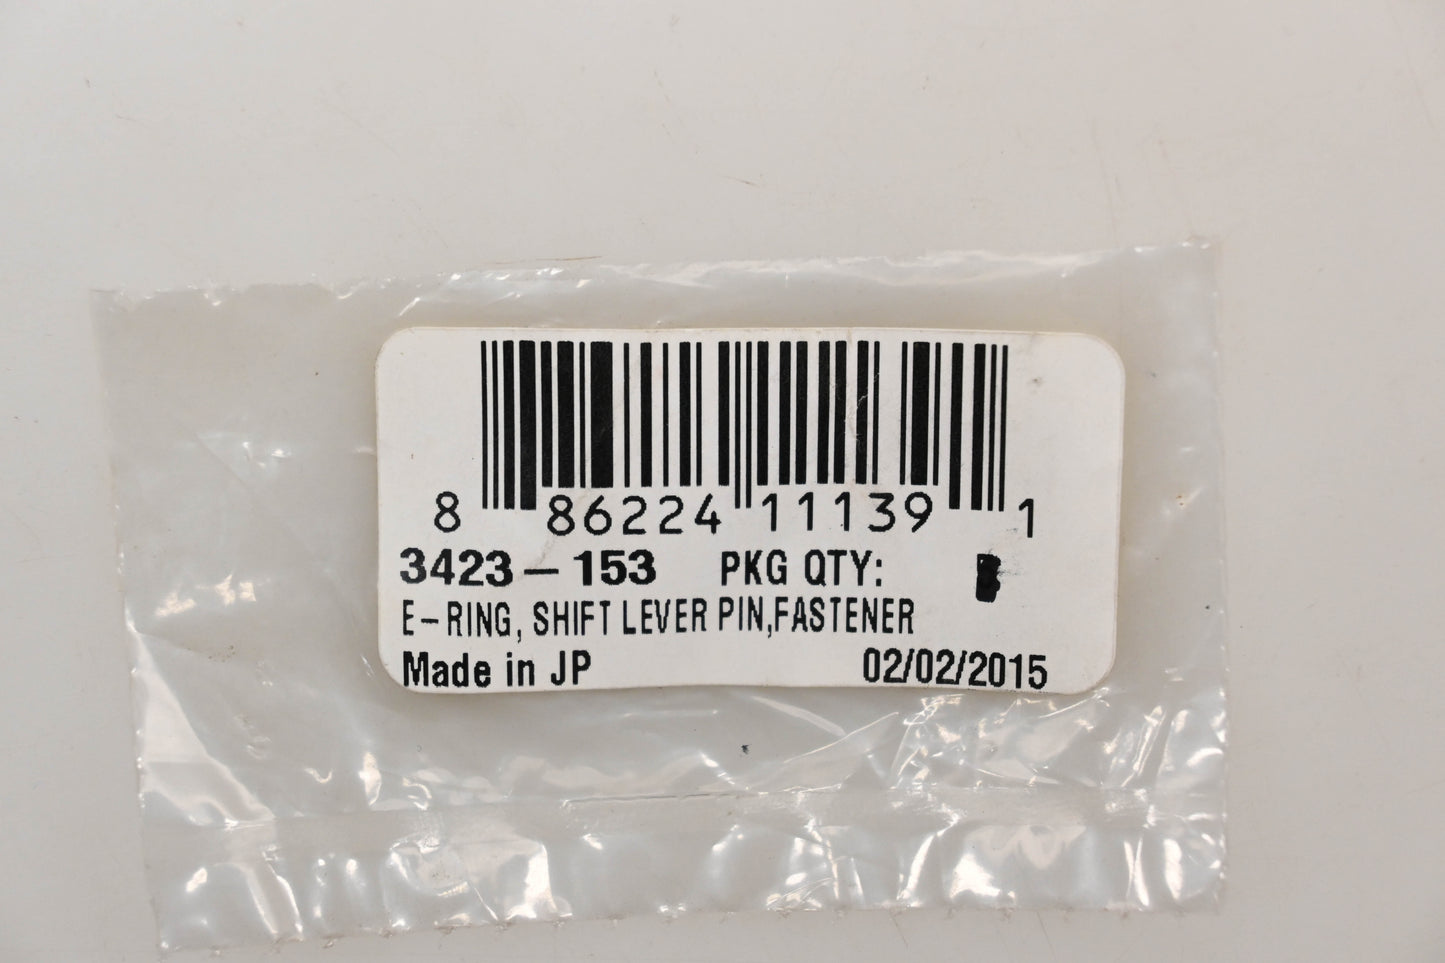 8 86224 11139 1
3423-153 PKG QTY:
E-RING, SHIFT LEVER PIN,FASTENER
Made in JP 02/02/2015